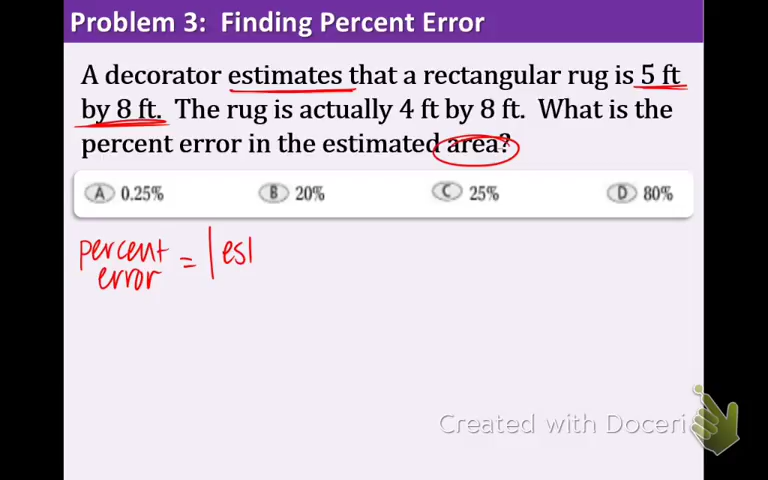 Problem 3: Finding Percent Error
A decorator estimates that a rectangular rug is 5 ft
by 8 ft. The rug is actually 4 ft by 8 ft. What is the
percent error in the estimated area?
A 0.25% B 20% C 25% D 80%
percent
error = | est
Created with Doceri